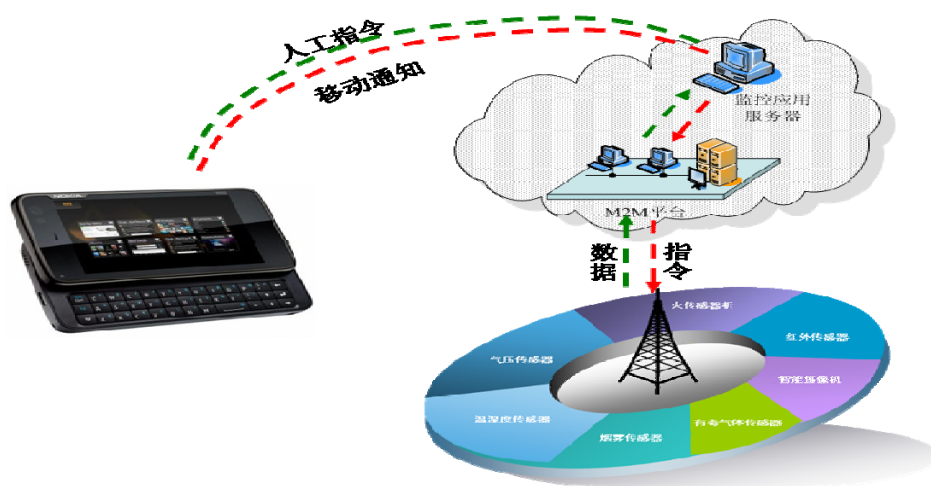 人工指令
移动通知
监控应用
服务器
M2M平台
数据
指令
NOKIA
火传感器析
气压传感器
红外传感器
智能摄像机
温湿度传感器
有毒气体传感器
烟雾传感器